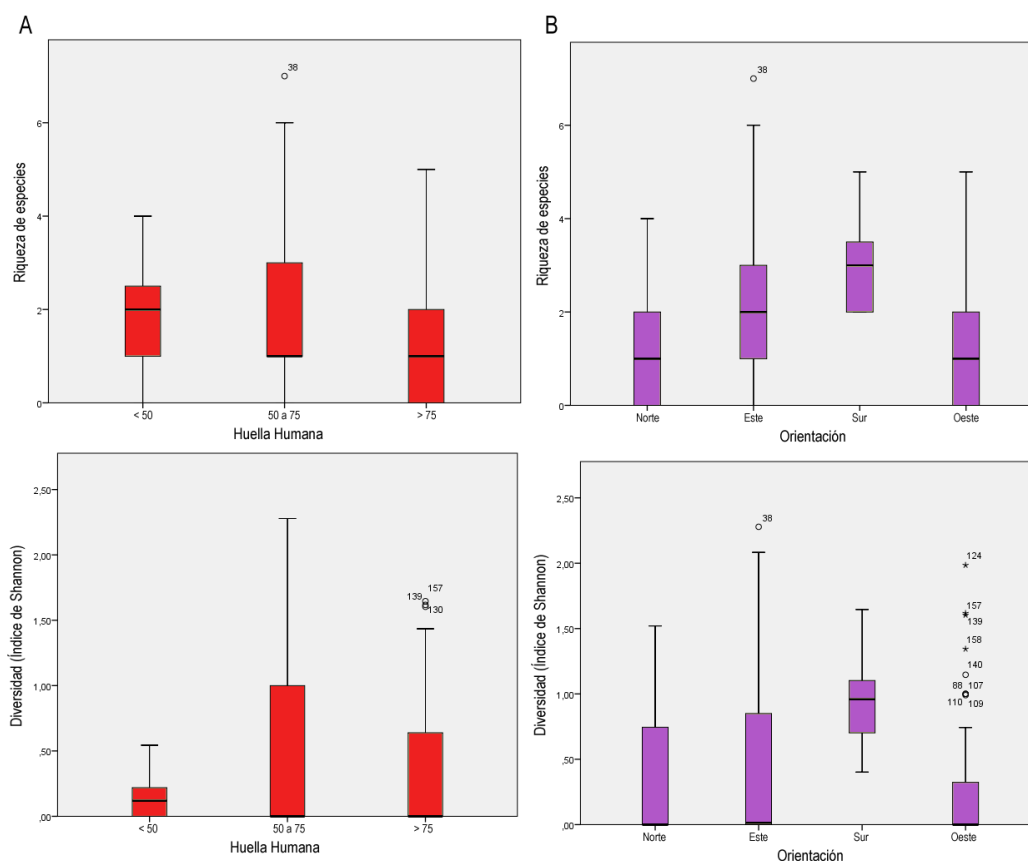 A
Riqueza de especies
6
4
2
0
38
< 50
50 a 75
> 75
Huella Humana
B
Riqueza de especies
6
4
2
0
38
Norte
Este
Sur
Oeste
Orientación
Diversidad (Índice de Shannon)
2,50
2,00
1,50
1,00
,50
,00
157
139
130
< 50
50 a 75
> 75
Huella Humana
Diversidad (Índice de Shannon)
2,50
2,00
1,50
1,00
,50
,00
38
124
157
139
158
140
88 107
110 109
Norte
Este
Sur
Oeste
Orientación